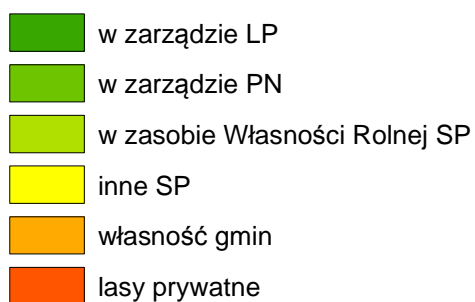 w zarządzie LP
w zarządzie PN
w zasobie Własności Rolnej SP
inne SP
własność gmin
lasy prywatne